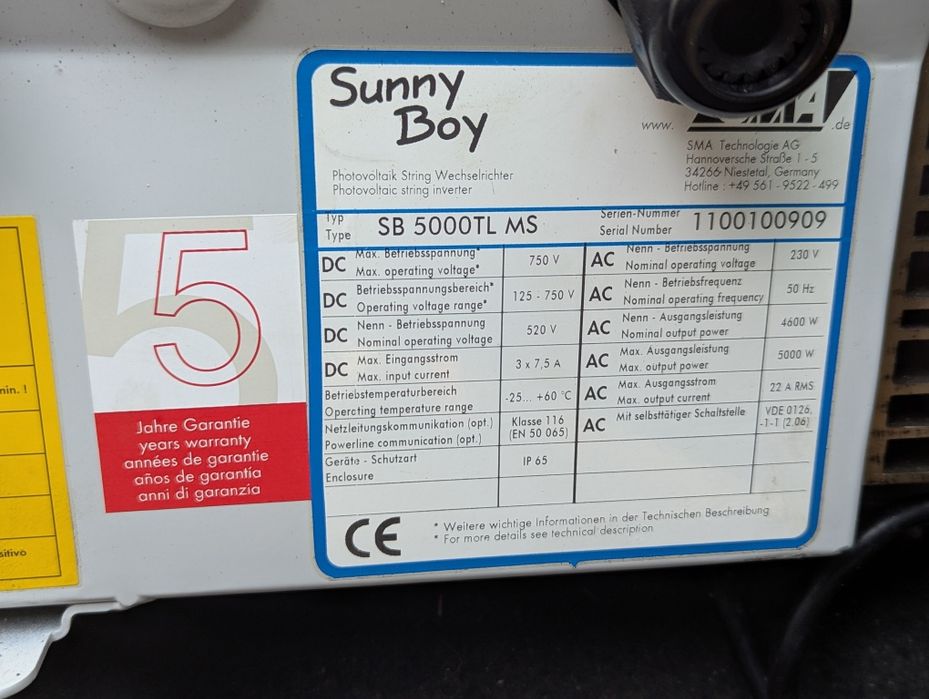 Sunny
Boy
www. SMA .de
SMA Technologie AG
Hannoversche Straße 1 - 5
34266 Niestetal, Germany
Hotline : +49 561 - 9522 - 499
Photovoltaik String Wechselrichter
Photovoltaic string inverter
Typ
Type
SB 5000TL MS
Serien-Nummer
Serial Number
1100100909
DC Max. Betriebsspannung*
Max. operating voltage*
750 V
DC Betriebsspannungsbereich*
Operating voltage range*
125 - 750 V
DC Nenn - Betriebsspannung
Nominal operating voltage
520 V
DC Max. Eingangsstrom
Max. input current
3 x 7,5 A
Betriebstemperaturbereich
Operating temperature range
-25... +60 °C
Netzleitungskommunikation (opt.)
Powerline communication (opt.)
Klasse 116
(EN 50 065)
Geräte - Schutzart
Enclosure
IP 65
AC Nenn - Betriebsspannung
Nominal operating voltage
230 V
AC Nenn - Betriebsfrequenz
Nominal operating frequency
50 Hz
AC Nenn - Ausgangsleistung
Nominal output power
4600 W
AC Max. Ausgangsleistung
Max. output power
5000 W
AC Max. Ausgangsstrom
Max. output current
22 A RMS
AC Mit selbsttätiger Schaltstelle
VDE 0126,
-1-1 (2.06)
CE
* Weitere wichtige Informationen in der Technischen Beschreibung
* For more details see technical description
5
Jahre Garantie
years warranty
années de garantie
años de garantía
anni di garanzia
min. !